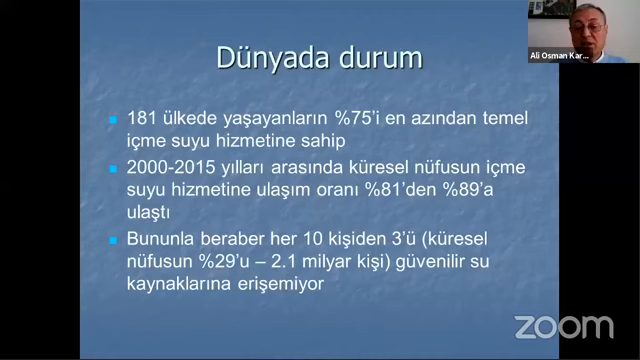 Dünyada durum
Ali Osman Kar...
181 ülkede yaşayanların %75'i en azından temel
içme suyu hizmetine sahip
2000-2015 yılları arasında küresel nüfusun içme
suyu hizmetine ulaşım oranı %81'den %89'a
ulaştı
Bununla beraber her 10 kişiden 3'ü (küresel
nüfusun %29'u – 2.1 milyar kişi) güvenilir su
kaynaklarına erişemiyor
zoom